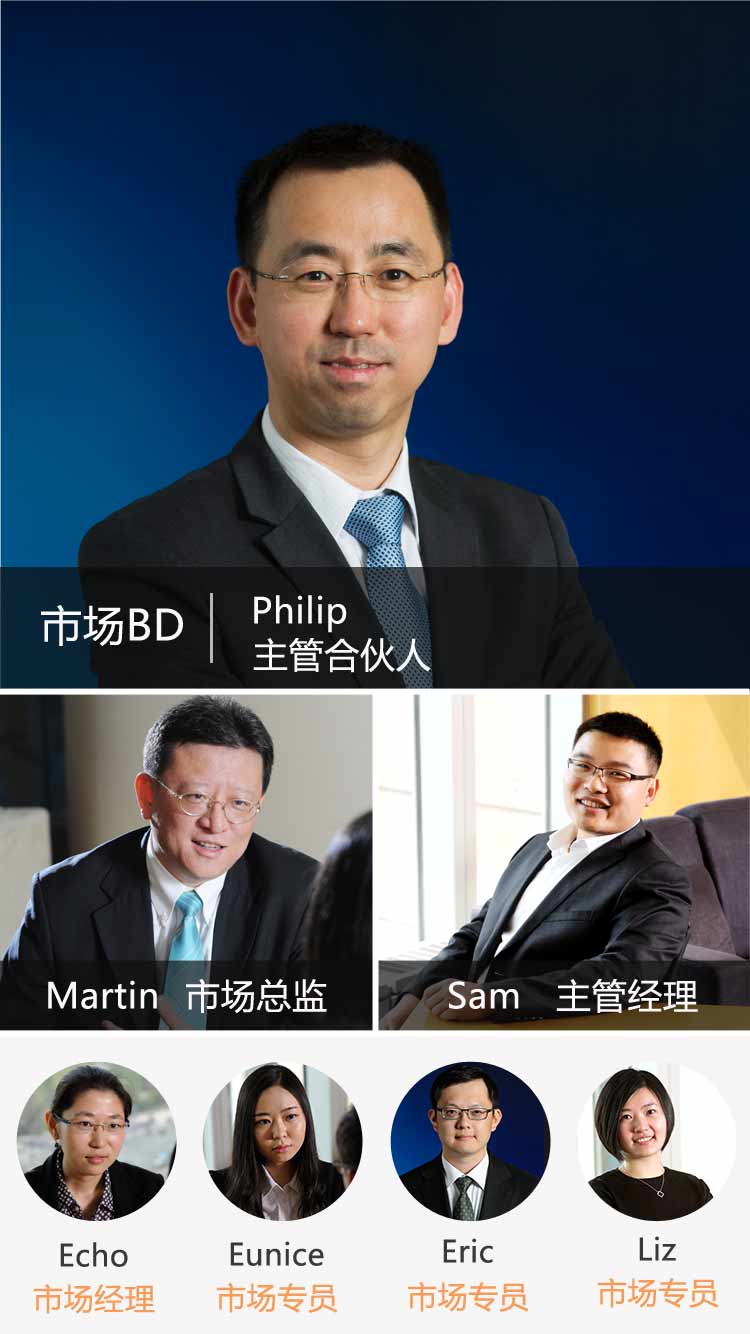 市场BD
Philip
主管合伙人
Martin 市场总监
Sam 主管经理
Echo
市场经理
Eunice
市场专员
Eric
市场专员
Liz
市场专员